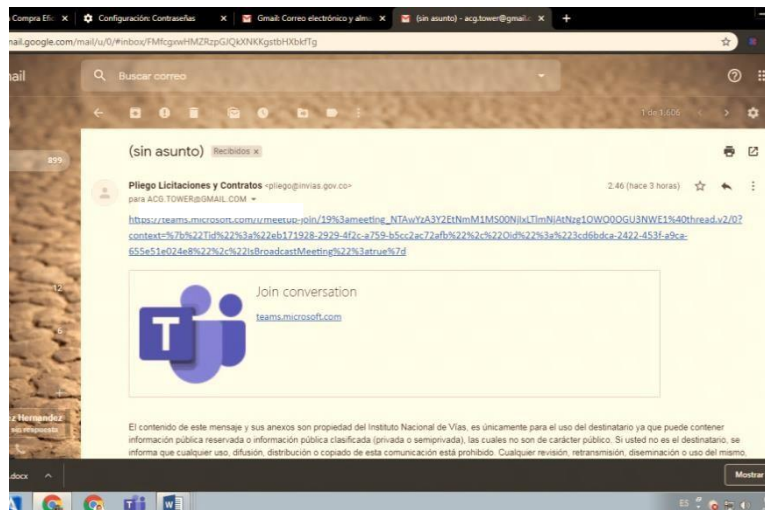 Compra Efic X
Configuración: Contraseñas X
Gmail: Correo electrónico y alma X
(sin asunto) - acg.tower@gmail.c X
+
mail.google.com/mail/u/0/#inbox/FMfcgxwHMZRzpGJQkXNKKgstbHXbkfTg
Buscar correo
1 de 1.606
899
(sin asunto) Recibidos x
Pliego Licitaciones y Contratos <pliego@invias.gov.co>
2:46 (hace 3 horas)
para ACG.TOWER@GMAIL.COM
https://teams.microsoft.com/l/meetup-join/19%3ameeting_NTAwYzA3Y2EtNmM1MS00NjIxLTlmNjAtNzg1OWQ0OGU3NWE1%40thread.v2/0?
context=%7b%22Tid%22%3a%22eb171928-2929-4f2c-a759-b5cc2ac72afb%22%2c%22Oid%22%3a%223cd6bdca-2422-453f-a9ca-
655e51e024e8%22%2c%22IsBroadcastMeeting%22%3atrue%7d
Join conversation
teams.microsoft.com
T
12
6
z Hernandez
El contenido de este mensaje y sus anexos son propiedad del Instituto Nacional de Vías, es únicamente para el uso del destinatario ya que puede contener
información pública reservada o información pública clasificada (privada o semiprivada), las cuales no son de carácter público. Si usted no es el destinatario, se
informa que cualquier uso, difusión, distribución o copiado de esta comunicación está prohibido. Cualquier revisión, retransmisión, diseminación o uso del mismo,
.docx
Mostrar
ES